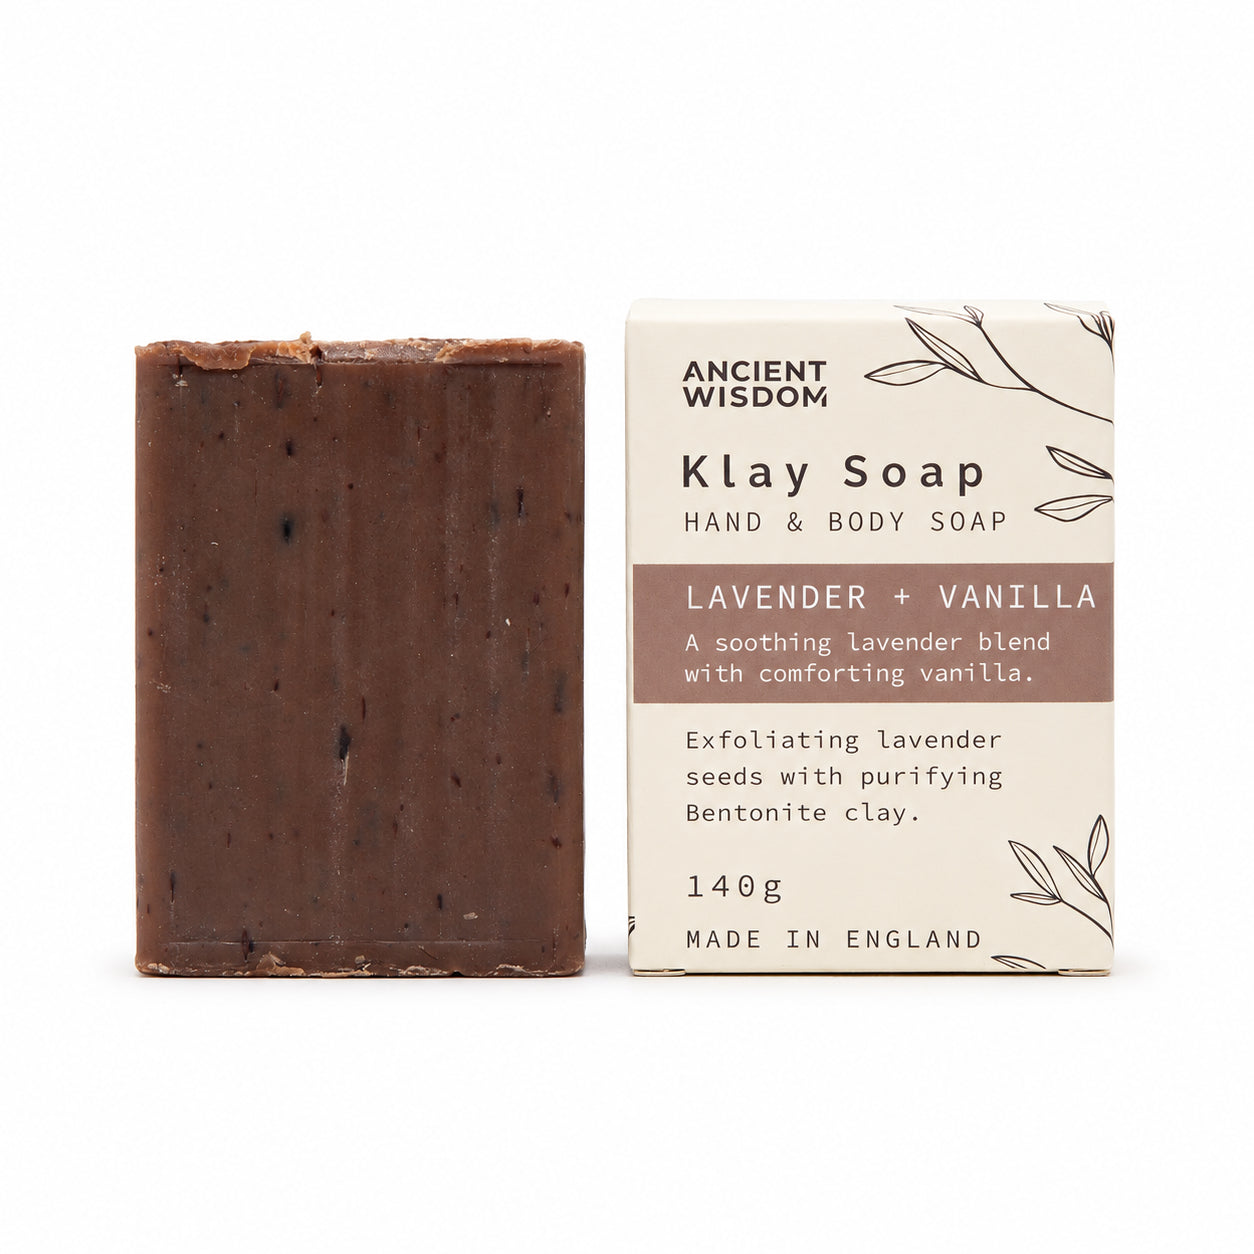 ANCIENT
WISDOM
Klay Soap
HAND & BODY SOAP
LAVENDER + VANILLA
A soothing lavender blend
with comforting vanilla.
Exfoliating lavender
seeds with purifying
Bentonite clay.
140g
MADE IN ENGLAND